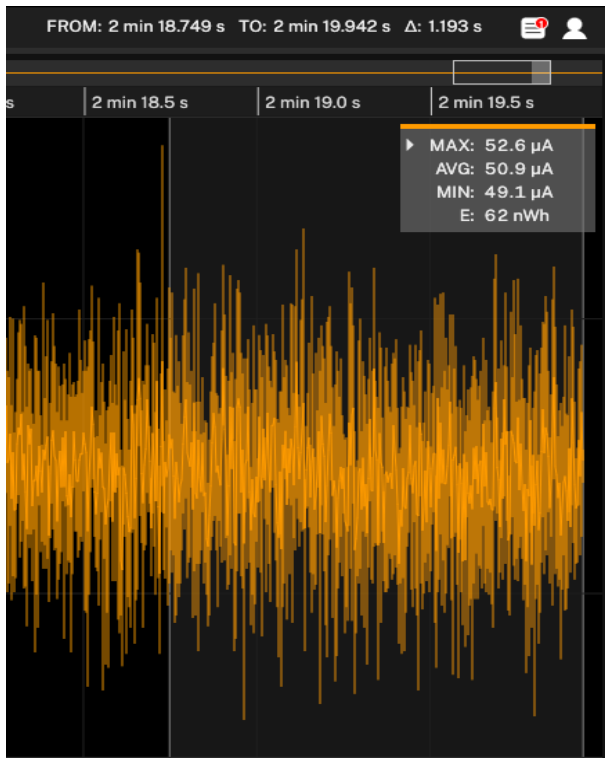 FROM: 2 min 18.749 s TO: 2 min 19.942 s Δ: 1.193 s
1
s 2 min 18.5 s 2 min 19.0 s 2 min 19.5 s
MAX: 52.6 µA
AVG: 50.9 µA
MIN: 49.1 µA
E: 62 nWh